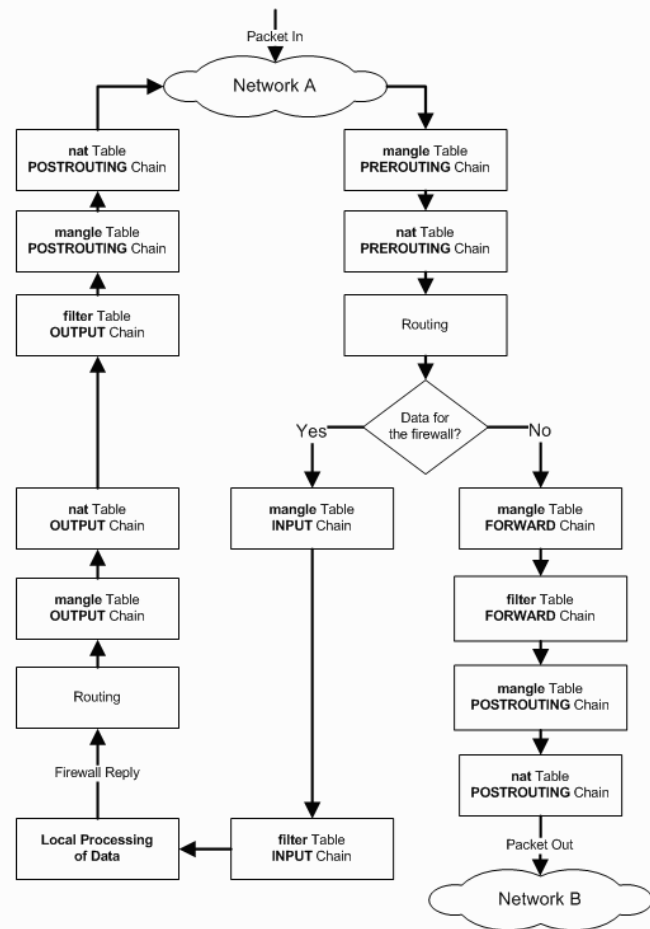 Packet In
Network A
nat Table
POSTROUTING Chain
mangle Table
PREROUTING Chain
mangle Table
POSTROUTING Chain
nat Table
PREROUTING Chain
filter Table
OUTPUT Chain
Routing
Data for
the firewall?
Yes
No
nat Table
OUTPUT Chain
mangle Table
INPUT Chain
mangle Table
FORWARD Chain
mangle Table
OUTPUT Chain
filter Table
FORWARD Chain
Routing
mangle Table
POSTROUTING Chain
Firewall Reply
nat Table
POSTROUTING Chain
Local Processing
of Data
filter Table
INPUT Chain
Packet Out
Network B